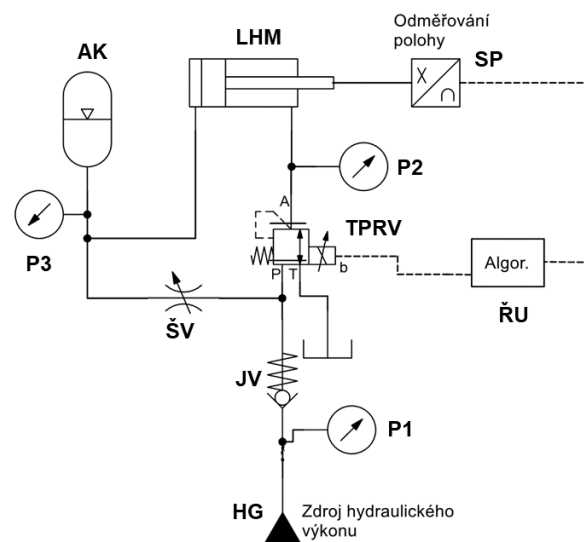 Odměřování
polohy
LHM
SP
AK
P2
A
TPRV
P3
P T
b
Algor.
ŘU
ŠV
JV
P1
HG
Zdroj hydraulického
výkonu